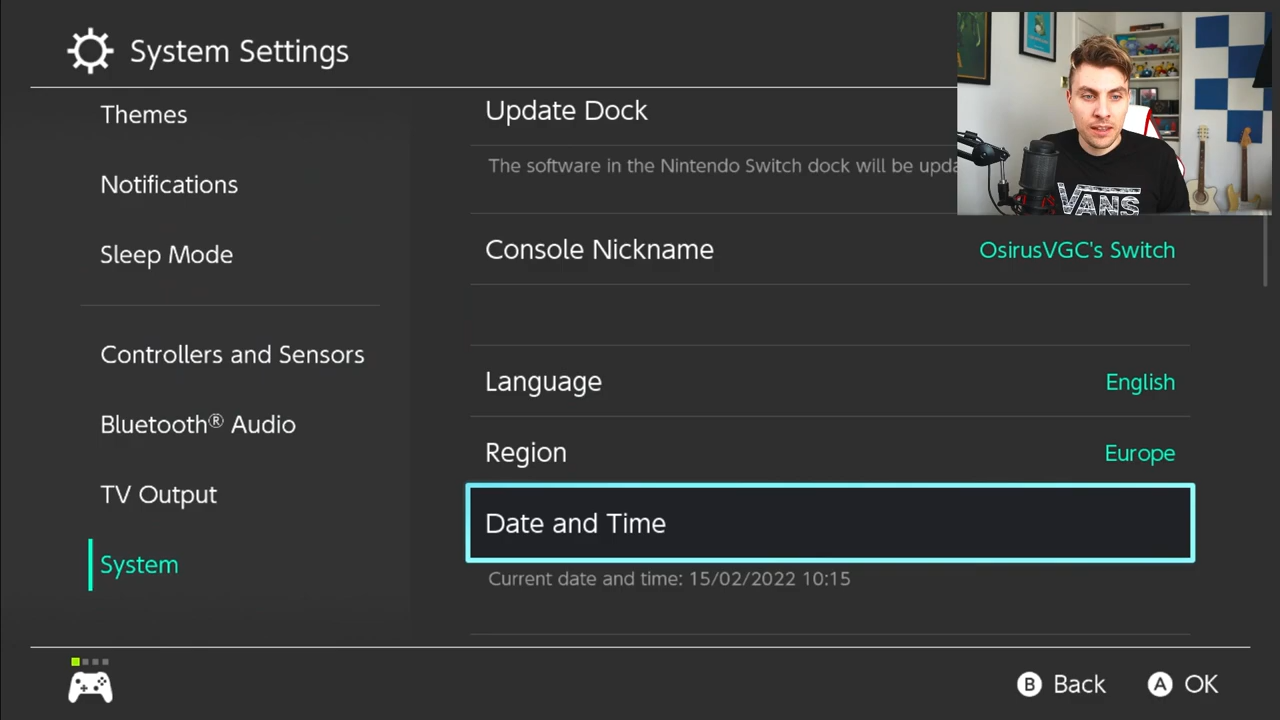 System Settings
Themes
Notifications
Sleep Mode
Controllers and Sensors
Bluetooth® Audio
TV Output
System
Update Dock
The software in the Nintendo Switch dock will be
Console Nickname
OsirusVGC's Switch
Language
English
Region
Europe
Date and Time
Current date and time: 15/02/2022 10:15
VANS
B Back
A OK